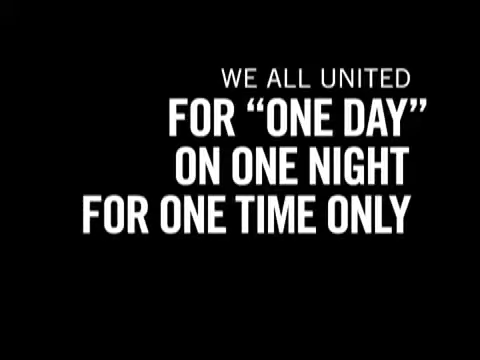 WE ALL UNITED
FOR “ONE DAY”
ON ONE NIGHT
FOR ONE TIME ONLY